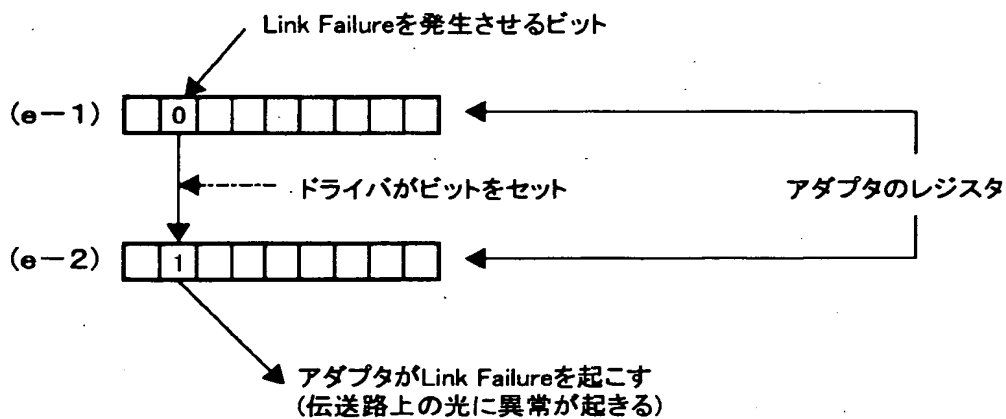 Link Failureを発生させるビット
(e-1)
0
ドライバがビットをセット
アダプタのレジスタ
(e-2)
1
アダプタがLink Failureを起こす
(伝送路上の光に異常が起きる)